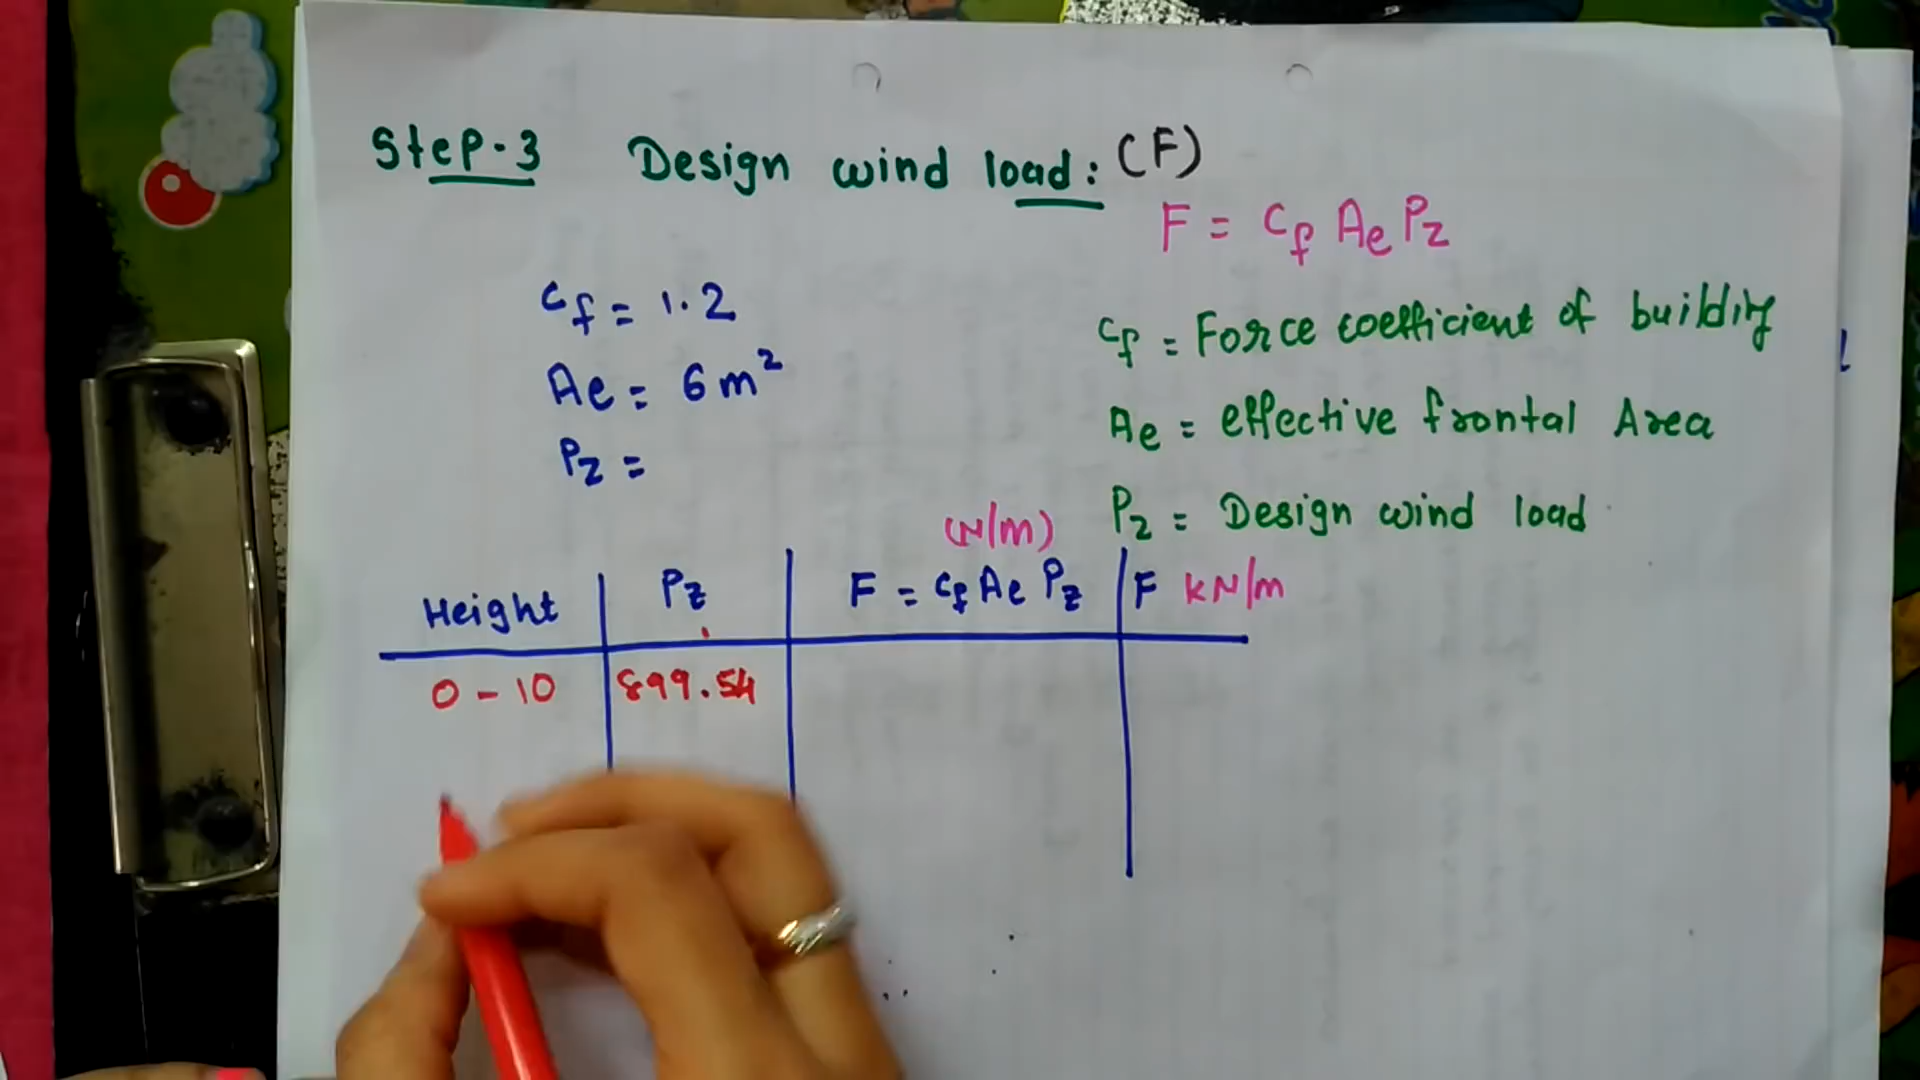 Step-3 Design wind load: (F)
F = Cf Ae Pz
Cf = 1.2
Ae = 6 m²
Pz =
Cf = Force coefficient of building
Ae = effective frontal Area
Pz = Design wind load
(N/m)
Height Pz F = Cf Ae Pz F kN/m
0 - 10 899.54